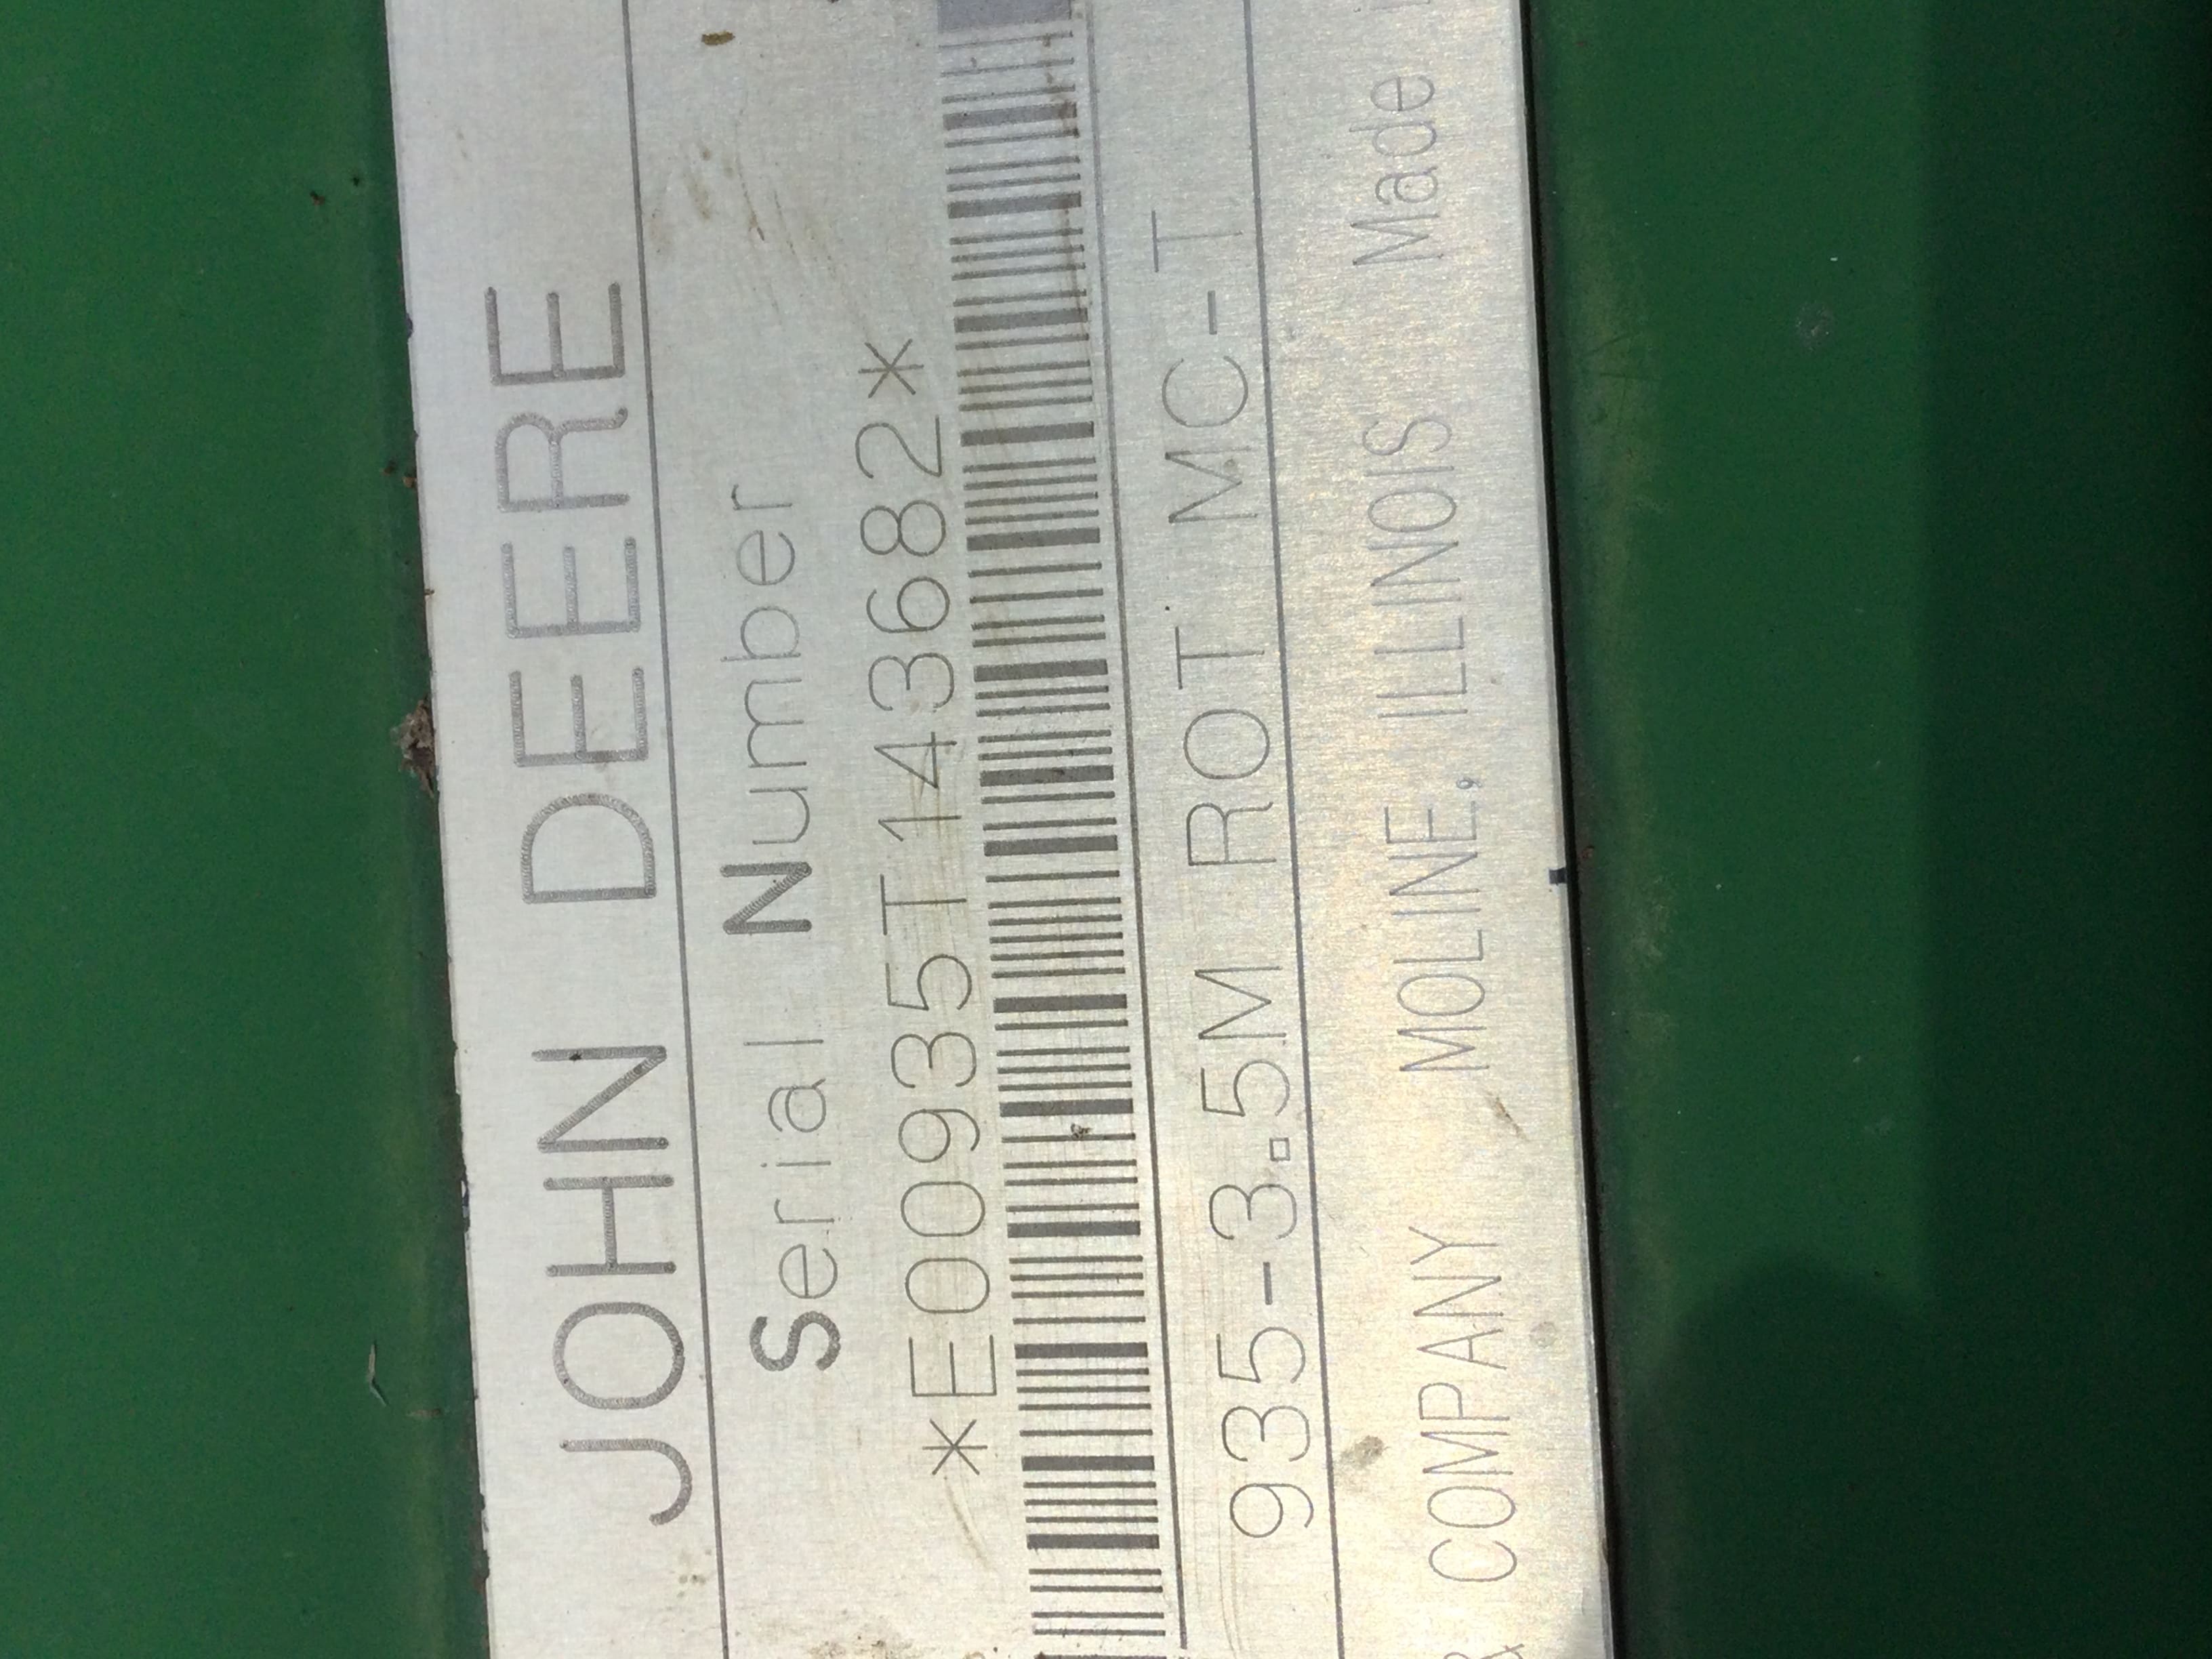 JOHN DEERE
Serial Number
*E00935T143682*
935-3.5M ROT MC-T
& COMPANY MOLINE, ILLINOIS Made